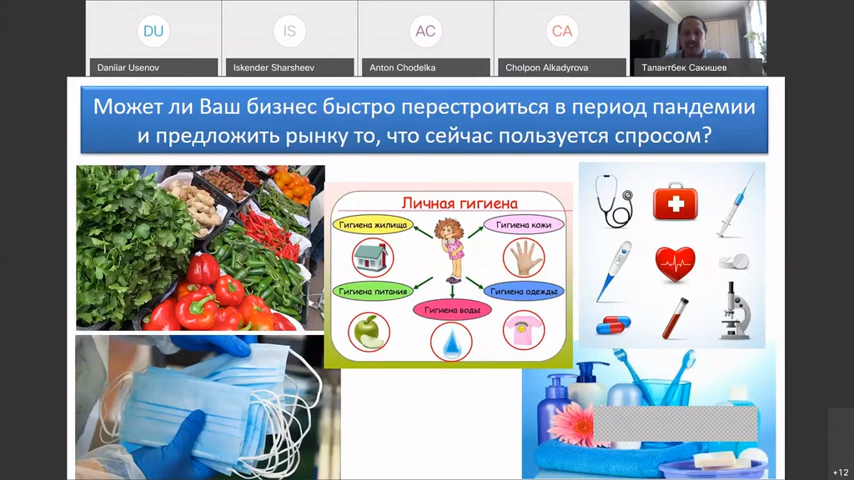 DU
IS
AC
CA
Daniiar Usenov
Iskender Sharsheev
Anton Chodelka
Cholpon Alkadyrova
Талантбек Сакишев
Может ли Ваш бизнес быстро перестроиться в период пандемии
и предложить рынку то, что сейчас пользуется спросом?
Личная гигиена
Гигиена жилища
Гигиена кожи
Гигиена питания
Гигиена одежды
Гигиена воды
+12